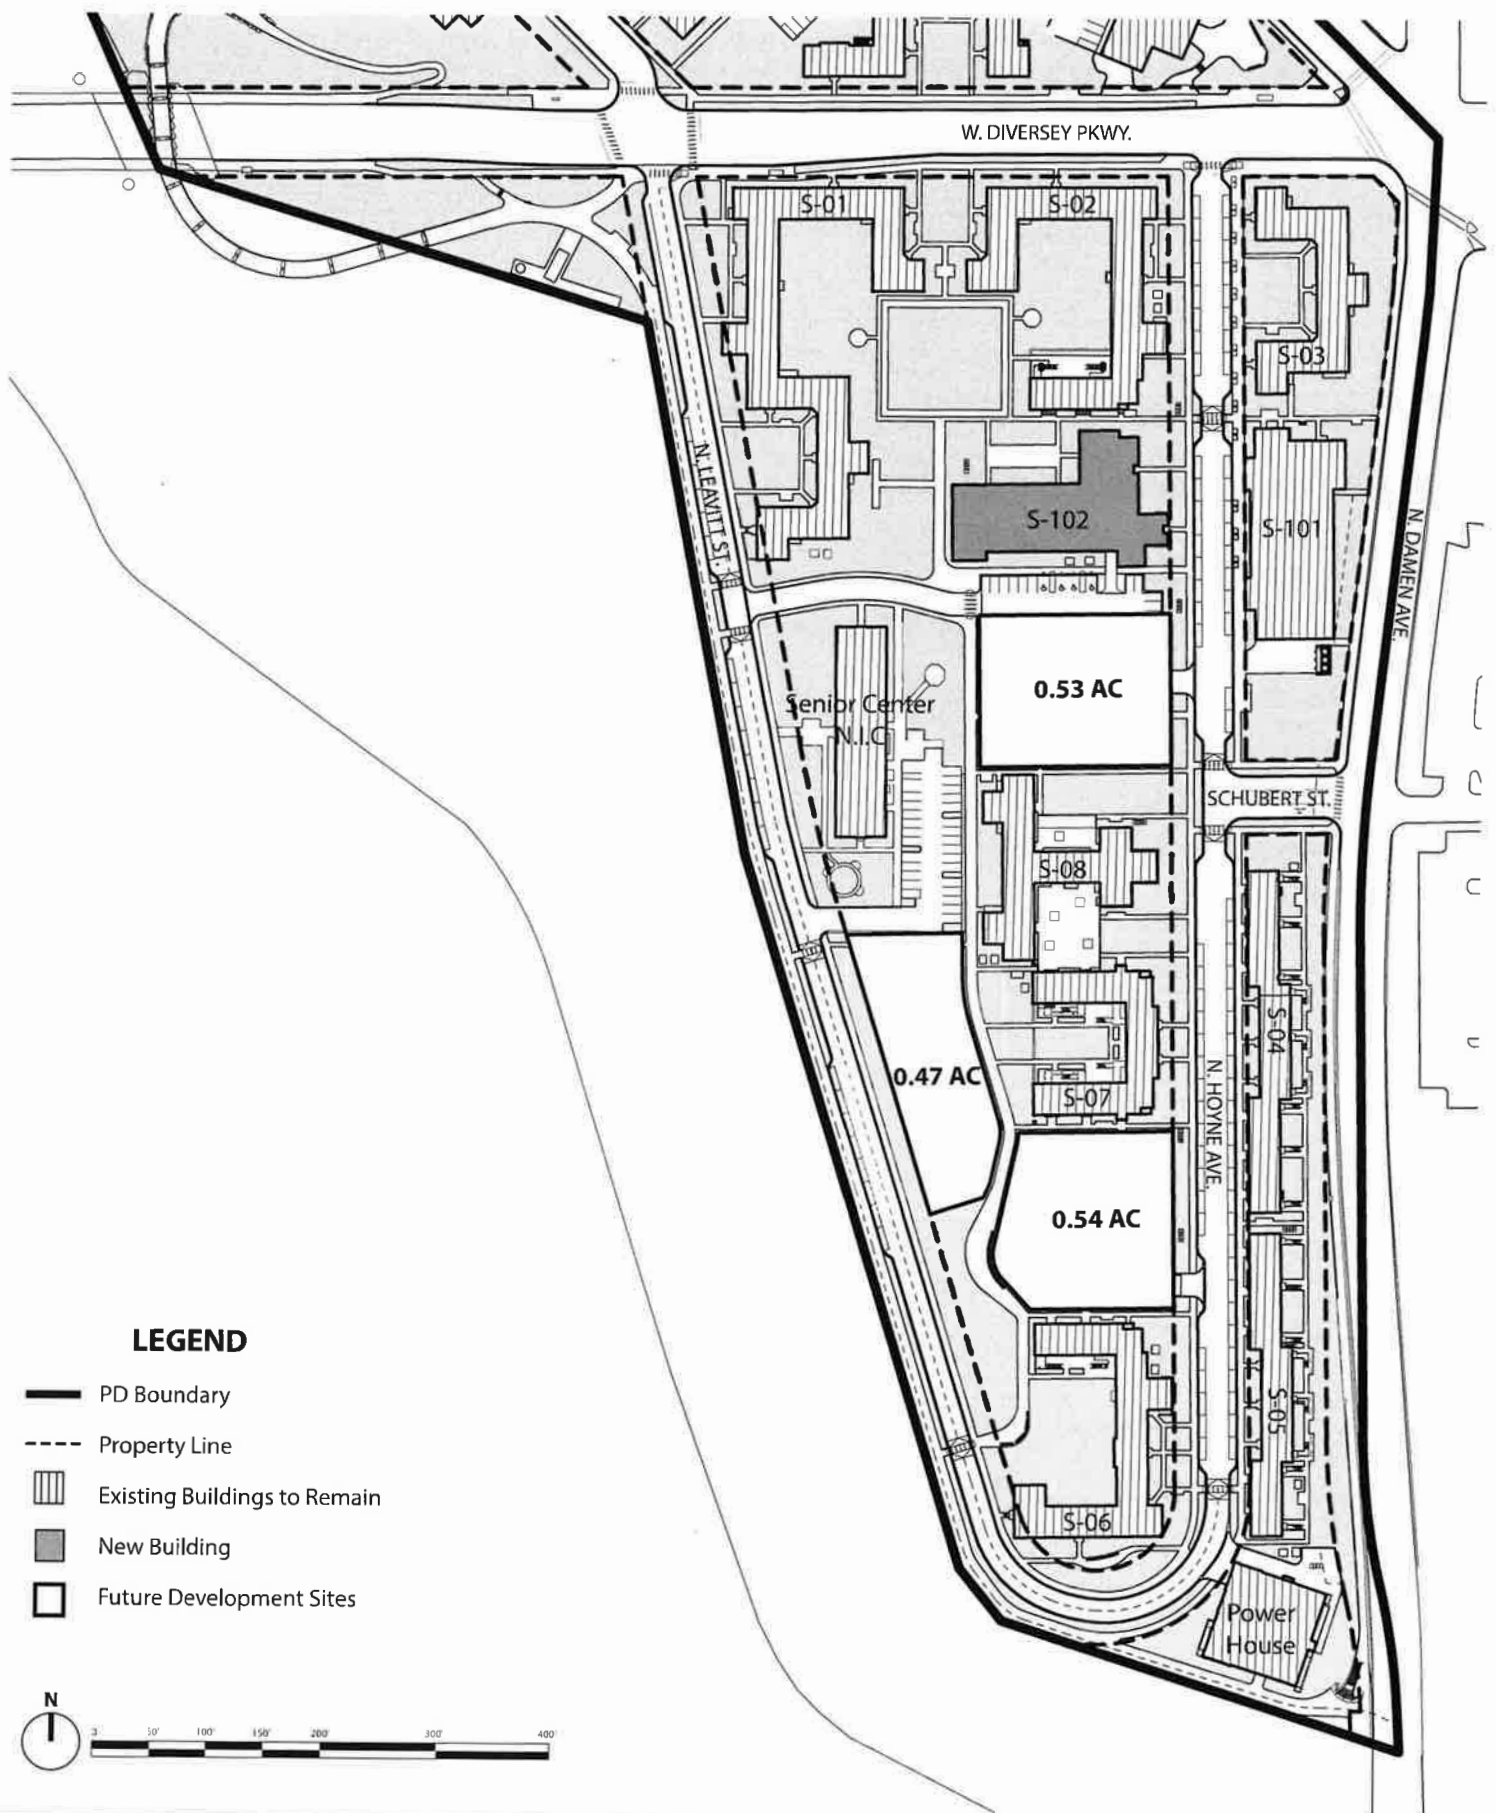 W. DIVERSEY PKWY.
S-01
S-02
S-03
N. LEAVITT ST.
S-102
S-101
N. DAMEN AVE.
0.53 AC
Senior Center
N.I.C
SCHUBERT ST.
S-08
S-04
0.47 AC
S-07
N. HOYNE AVE.
0.54 AC
S-05
S-06
Power
House
LEGEND
PD Boundary
Property Line
Existing Buildings to Remain
New Building
Future Development Sites
N
50' 100' 150' 200' 300' 400'